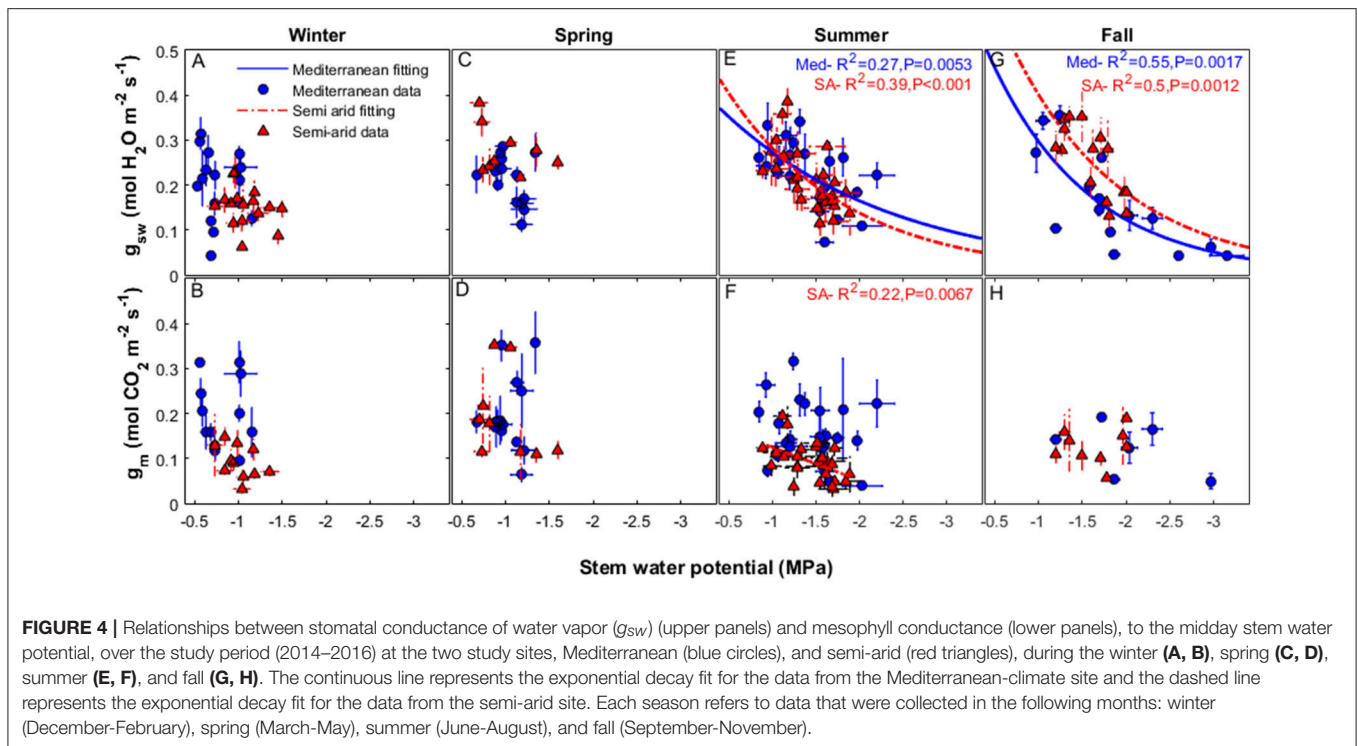 Winter
Spring
Summer
Fall
g_sw (mol H₂O m⁻² s⁻¹)
0.5
0.4
0.3
0.2
0.1
0
A
Mediterranean fitting
Mediterranean data
Semi arid fitting
Semi-arid data
C
E
Med- R²=0.27,P=0.0053
SA- R²=0.39,P<0.001
G
Med- R²=0.55,P=0.0017
SA- R²=0.5,P=0.0012
g_m (mol CO₂ m⁻² s⁻¹)
0.4
0.3
0.2
0.1
0
B
D
F
SA- R²=0.22,P=0.0067
H
-0.5 -1 -1.5 -2 -2.5 -3
-0.5 -1 -1.5 -2 -2.5 -3
-0.5 -1 -1.5 -2 -2.5 -3
-0.5 -1 -1.5 -2 -2.5 -3
Stem water potential (MPa)
FIGURE 4 | Relationships between stomatal conductance of water vapor (gsw) (upper panels) and mesophyll conductance (lower panels), to the midday stem water
potential, over the study period (2014–2016) at the two study sites, Mediterranean (blue circles), and semi-arid (red triangles), during the winter (A, B), spring (C, D),
summer (E, F), and fall (G, H). The continuous line represents the exponential decay fit for the data from the Mediterranean-climate site and the dashed line
represents the exponential decay fit for the data from the semi-arid site. Each season refers to data that were collected in the following months: winter
(December-February), spring (March-May), summer (June-August), and fall (September-November).